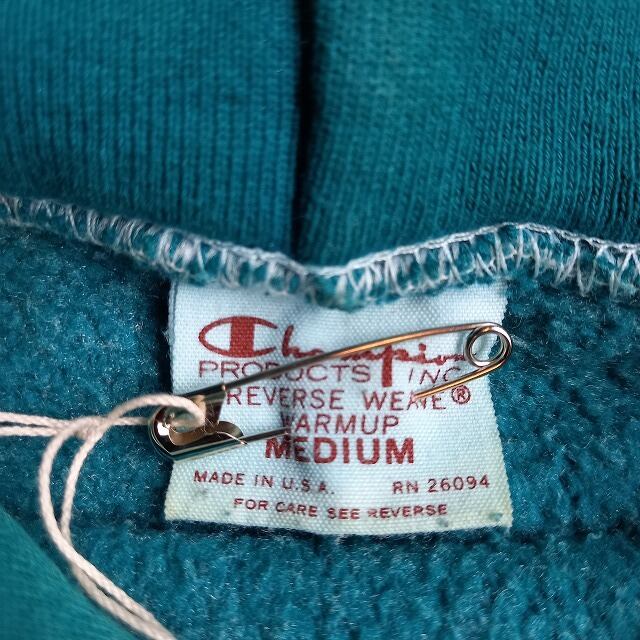 Champion
PRODUCTS INC.
REVERSE WEAVE®
WARMUP
MEDIUM
MADE IN U.S.A. RN 26094
FOR CARE SEE REVERSE